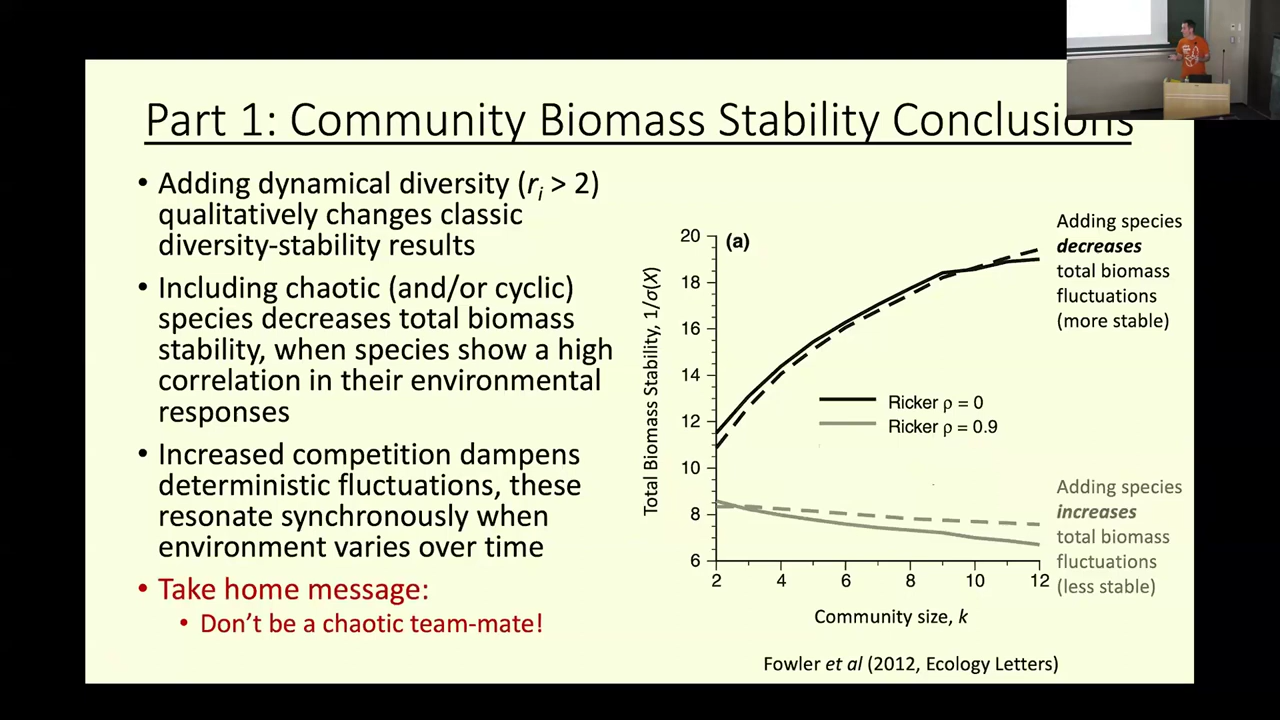 Part 1: Community Biomass Stability Conclusions
• Adding dynamical diversity (ri > 2)
qualitatively changes classic
diversity-stability results
• Including chaotic (and/or cyclic)
species decreases total biomass
stability, when species show a high
correlation in their environmental
responses
• Increased competition dampens
deterministic fluctuations, these
resonate synchronously when
environment varies over time
• Take home message:
• Don't be a chaotic team-mate!
Total Biomass Stability, 1/σ(X)
20
18
16
14
12
10
8
6
(a)
Ricker ρ = 0
Ricker ρ = 0.9
2 4 6 8 10 12
Community size, k
Adding species
decreases
total biomass
fluctuations
(more stable)
Adding species
increases
total biomass
fluctuations
(less stable)
Fowler et al (2012, Ecology Letters)